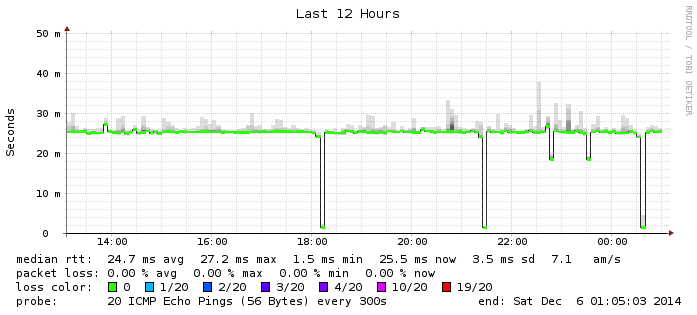 Last 12 Hours
RRDTOOL / TOBI OETIKER
Seconds
50 m
40 m
30 m
20 m
10 m
0
14:00 16:00 18:00 20:00 22:00 00:00
median rtt: 24.7 ms avg 27.2 ms max 1.5 ms min 25.5 ms now 3.5 ms sd 7.1 am/s
packet loss: 0.00 % avg 0.00 % max 0.00 % min 0.00 % now
loss color: 0 1/20 2/20 3/20 4/20 10/20 19/20
probe: 20 ICMP Echo Pings (56 Bytes) every 300s end: Sat Dec 6 01:05:03 2014